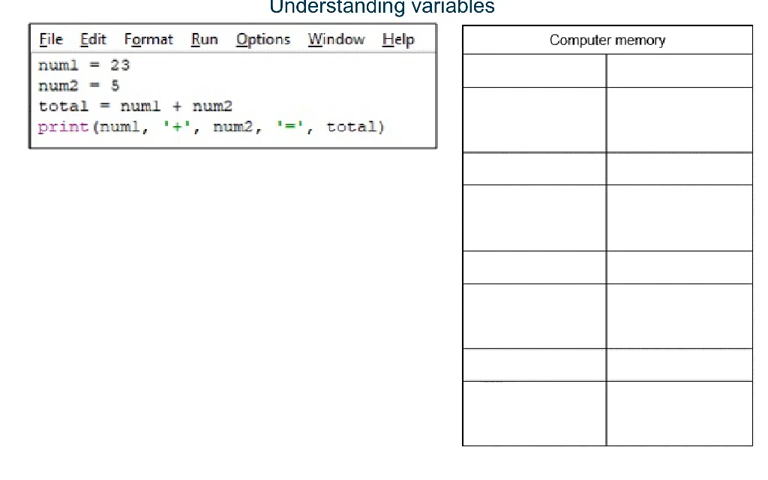 Understanding variables
File Edit Format Run Options Window Help
num1 = 23
num2 = 5
total = num1 + num2
print(num1, '+', num2, '=', total)
Computer memory